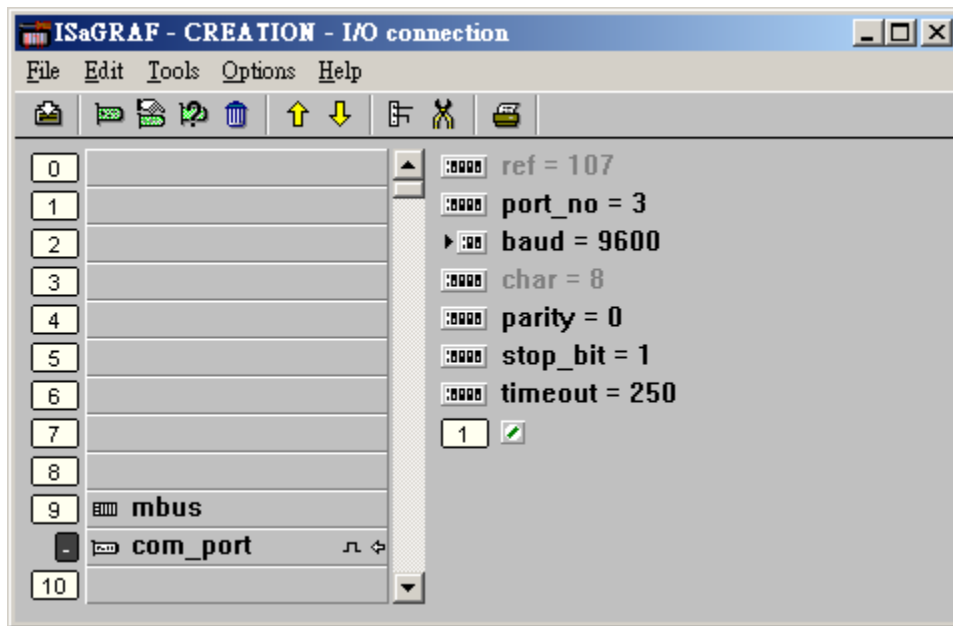 ISaGRAF - CREATION - I/O connection
File Edit Tools Options Help
0
1
2
3
4
5
6
7
8
9 mbus
- com_port
10
ref = 107
port_no = 3
baud = 9600
char = 8
parity = 0
stop_bit = 1
timeout = 250
1